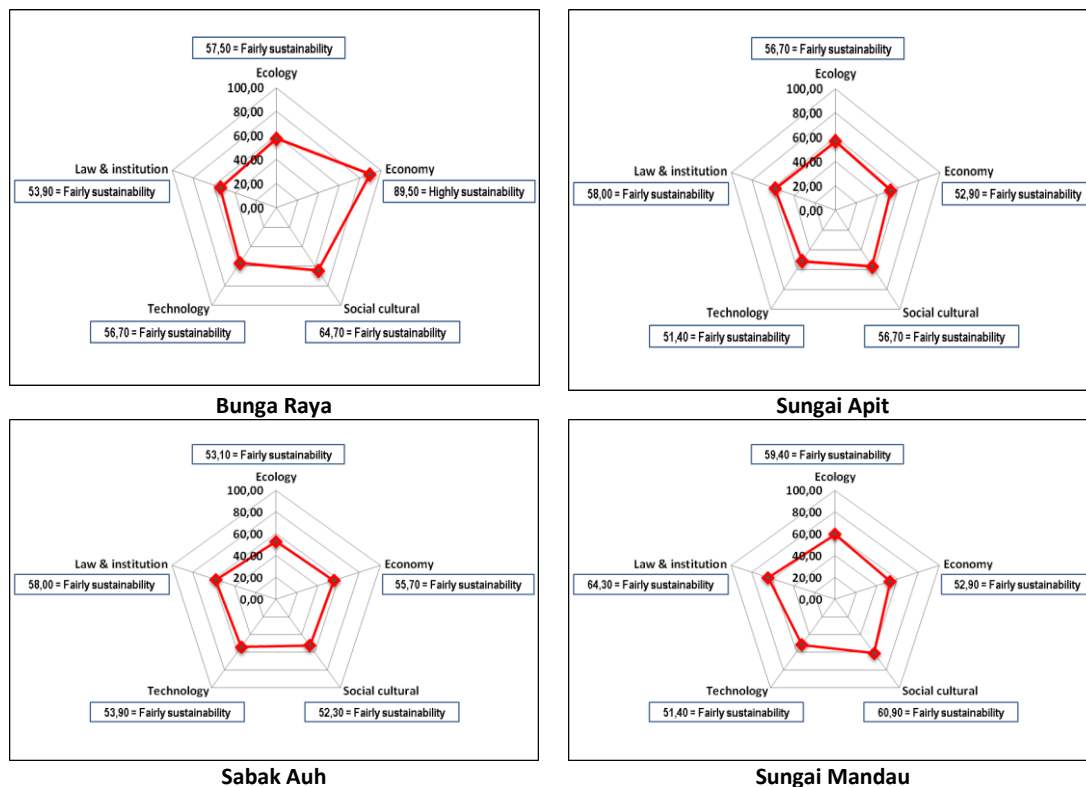 57,50 = Fairly sustainability
Ecology
100,00
80,00
60,00
40,00
20,00
0,00
Law & institution
53,90 = Fairly sustainability
Economy
89,50 = Highly sustainability
Technology
56,70 = Fairly sustainability
Social cultural
64,70 = Fairly sustainability
Bunga Raya
56,70 = Fairly sustainability
Ecology
100,00
80,00
60,00
40,00
20,00
0,00
Law & institution
58,00 = Fairly sustainability
Economy
52,90 = Fairly sustainability
Technology
51,40 = Fairly sustainability
Social cultural
56,70 = Fairly sustainability
Sungai Apit
53,10 = Fairly sustainability
Ecology
100,00
80,00
60,00
40,00
20,00
0,00
Law & institution
58,00 = Fairly sustainability
Economy
55,70 = Fairly sustainability
Technology
53,90 = Fairly sustainability
Social cultural
52,30 = Fairly sustainability
Sabak Auh
59,40 = Fairly sustainability
Ecology
100,00
80,00
60,00
40,00
20,00
0,00
Law & institution
64,30 = Fairly sustainability
Economy
52,90 = Fairly sustainability
Technology
51,40 = Fairly sustainability
Social cultural
60,90 = Fairly sustainability
Sungai Mandau